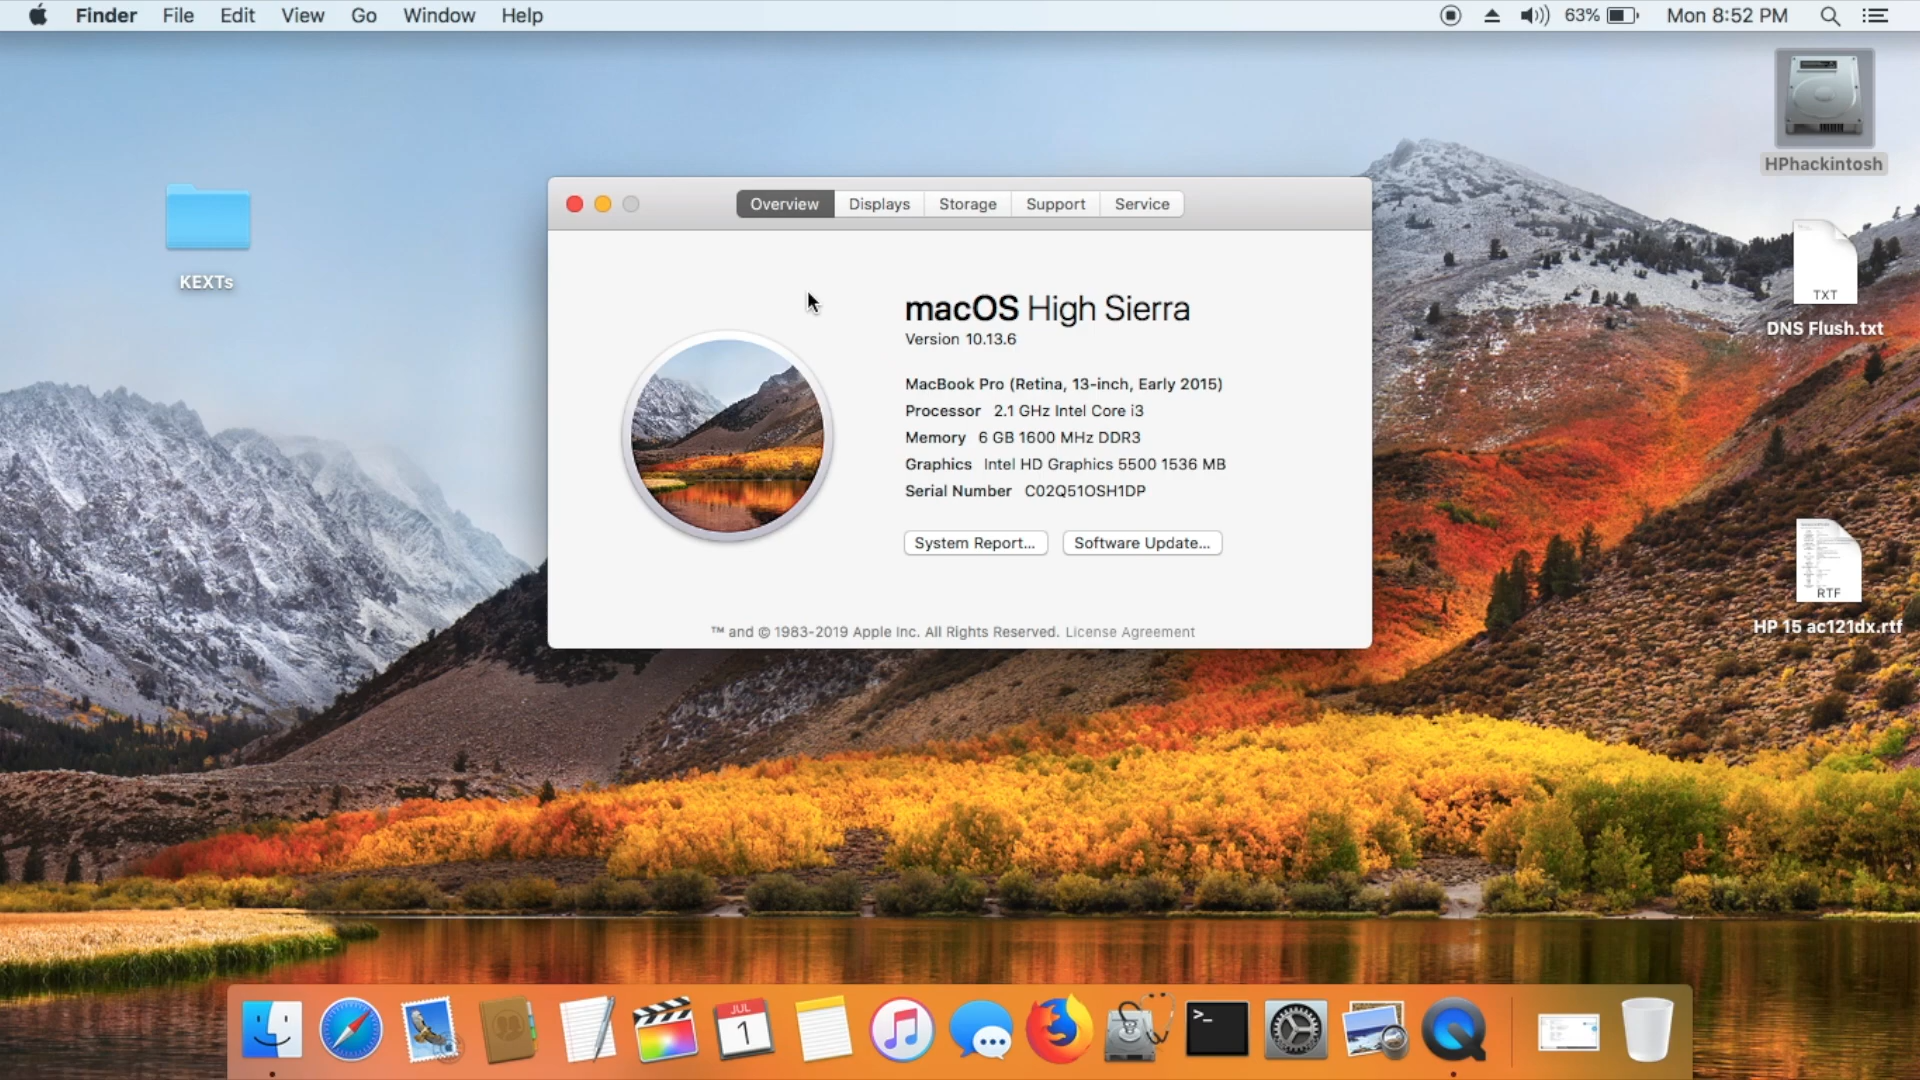 Finder File Edit View Go Window Help
63% Mon 8:52 PM
HPhackintosh
KEXTs
TXT
DNS Flush.txt
RTF
HP 15 ac121dx.rtf
Overview Displays Storage Support Service
macOS High Sierra
Version 10.13.6
MacBook Pro (Retina, 13-inch, Early 2015)
Processor 2.1 GHz Intel Core i3
Memory 6 GB 1600 MHz DDR3
Graphics Intel HD Graphics 5500 1536 MB
Serial Number C02Q51OSH1DP
System Report... Software Update...
™ and © 1983-2019 Apple Inc. All Rights Reserved. License Agreement
JUL
1
>_